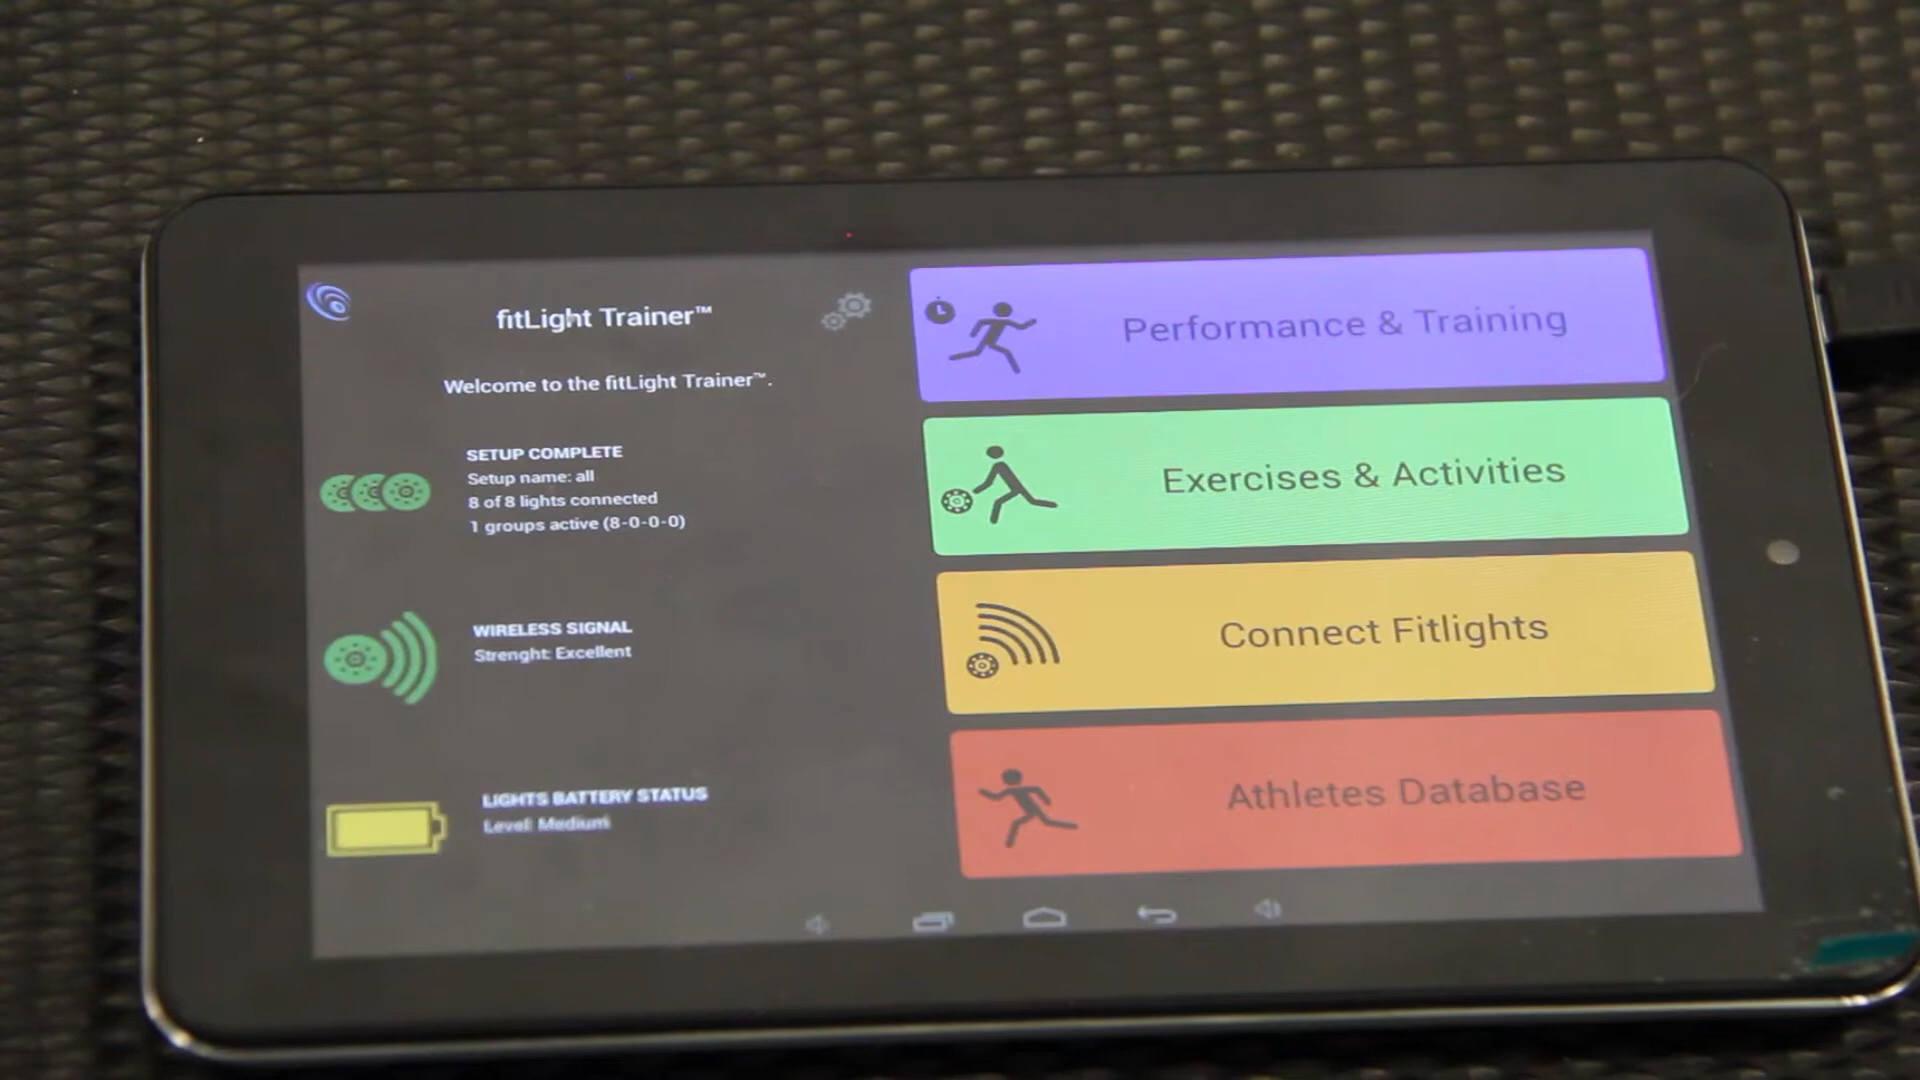 fitLight Trainer™
Welcome to the fitLight Trainer™.
SETUP COMPLETE
Setup name: all
8 of 8 lights connected
1 groups active (8-0-0-0)
WIRELESS SIGNAL
Strenght: Excellent
LIGHTS BATTERY STATUS
Level: Medium
Performance & Training
Exercises & Activities
Connect Fitlights
Athletes Database